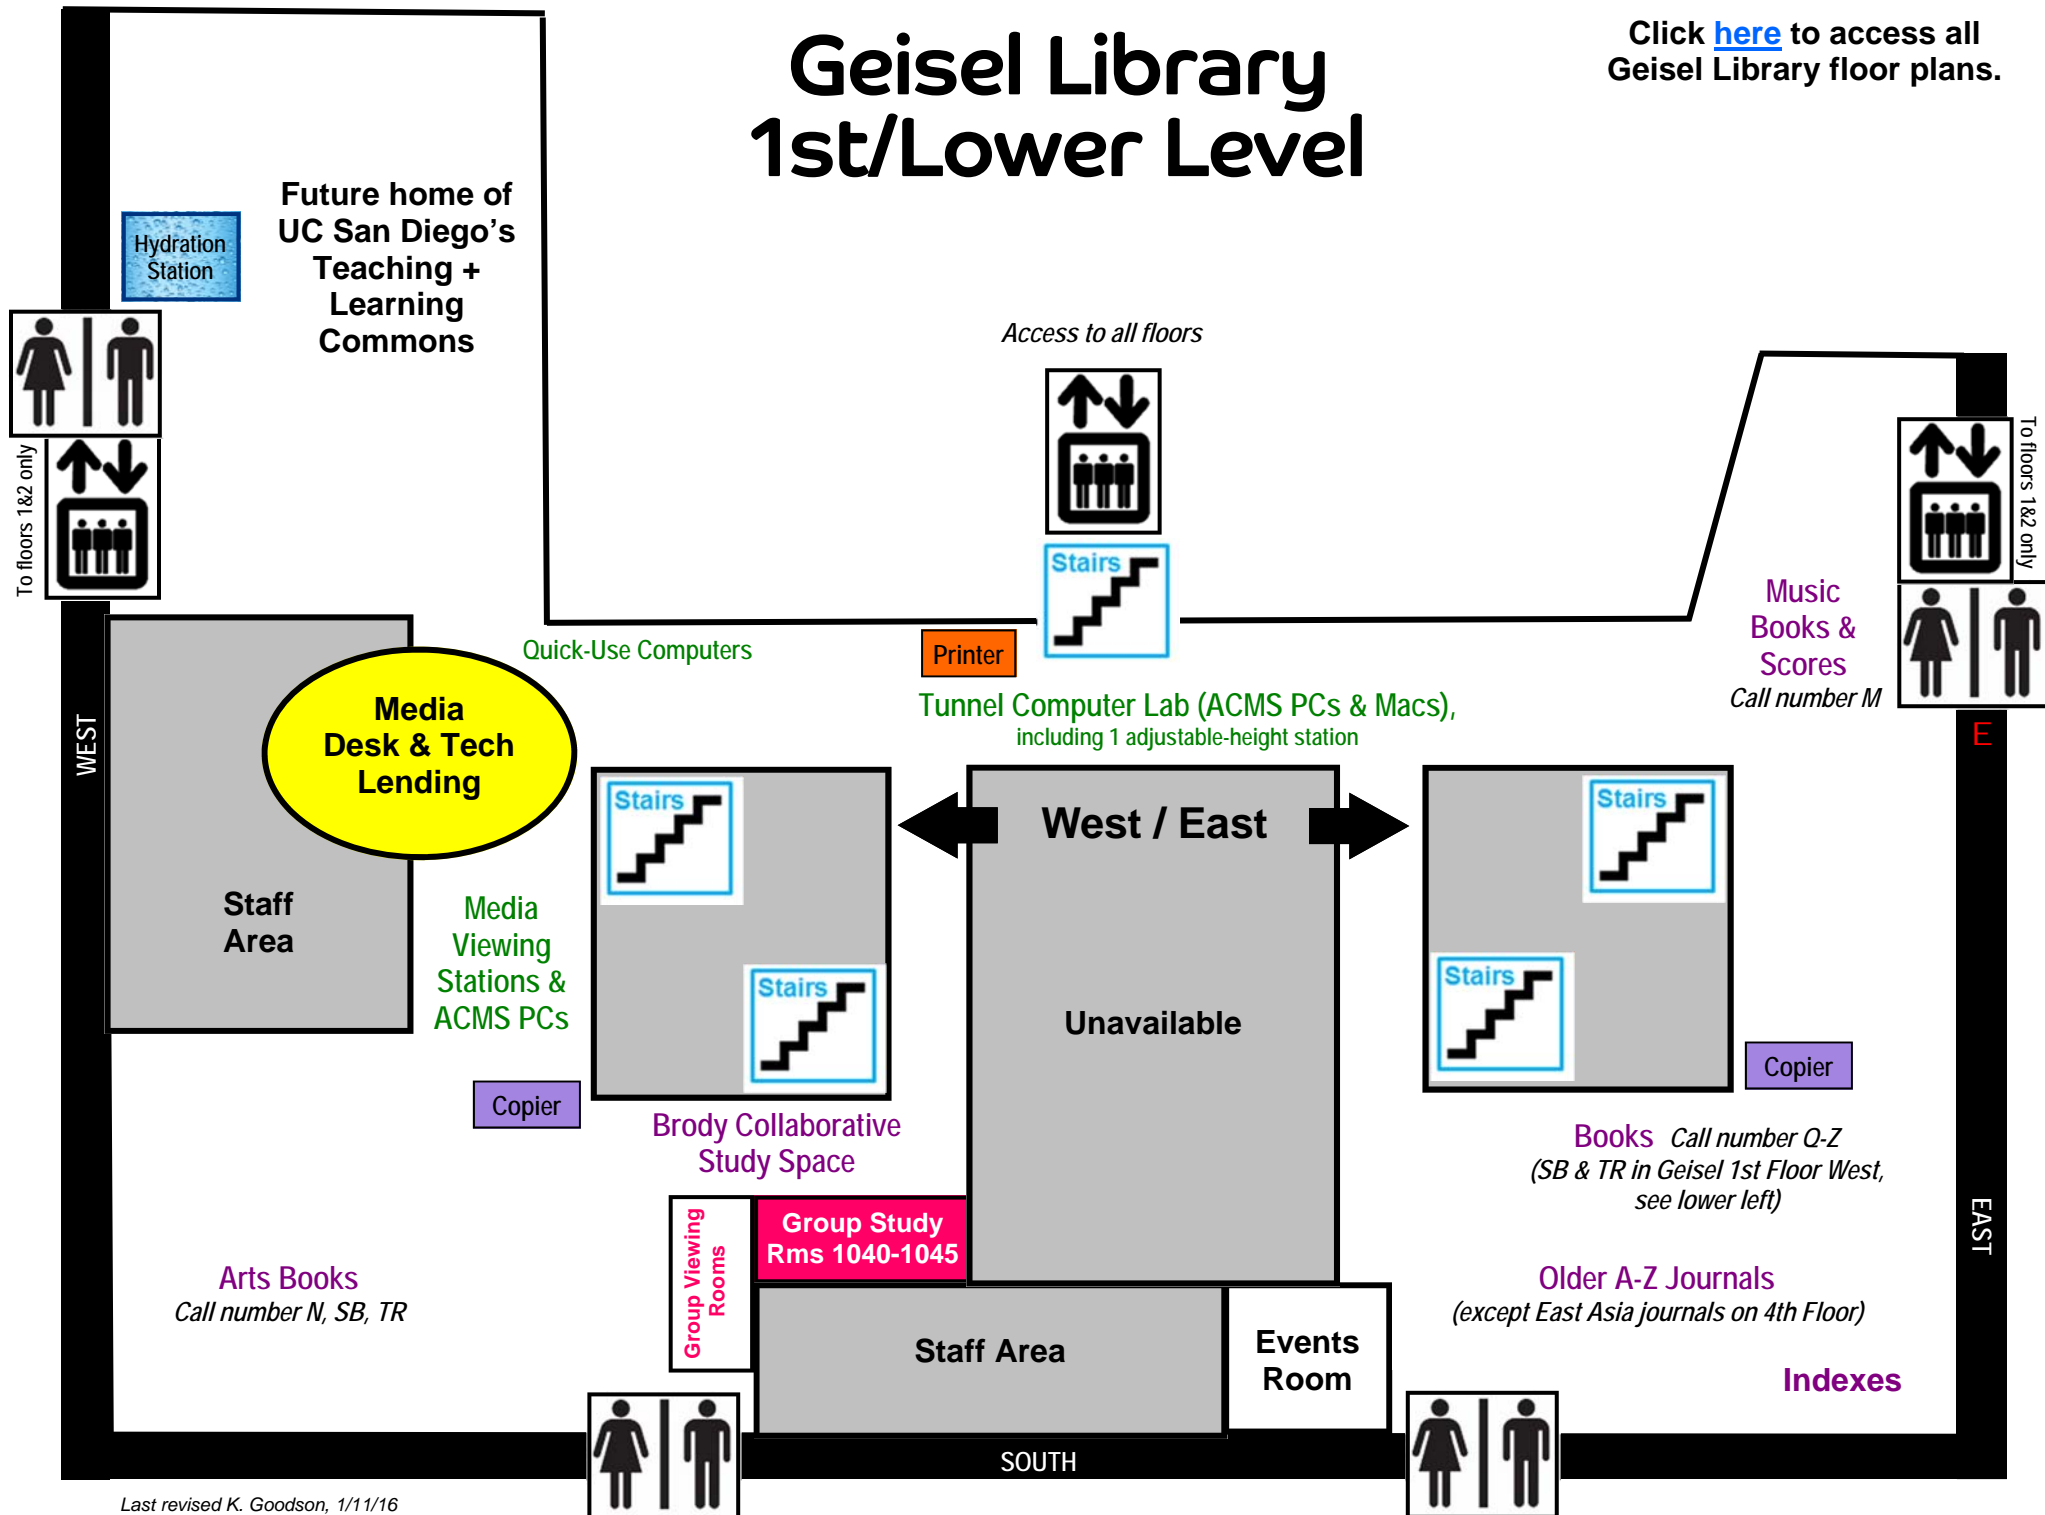 Geisel Library
1st/Lower Level
Click here to access all
Geisel Library floor plans.
Future home of
UC San Diego’s
Teaching +
Learning
Commons
Hydration
Station
To floors 1&2 only
Access to all floors
Stairs
To floors 1&2 only
Music
Books &
Scores
Call number M
E
Quick-Use Computers
Printer
Tunnel Computer Lab (ACMS PCs & Macs),
including 1 adjustable-height station
WEST
Media
Desk & Tech
Lending
Staff
Area
Media
Viewing
Stations &
ACMS PCs
Stairs
Stairs
West / East
Unavailable
Stairs
Stairs
Copier
Copier
Brody Collaborative
Study Space
Books Call number Q-Z
(SB & TR in Geisel 1st Floor West,
see lower left)
EAST
Group Viewing
Rooms
Group Study
Rms 1040-1045
Arts Books
Call number N, SB, TR
Older A-Z Journals
(except East Asia journals on 4th Floor)
Staff Area
Events
Room
Indexes
SOUTH
Last revised K. Goodson, 1/11/16